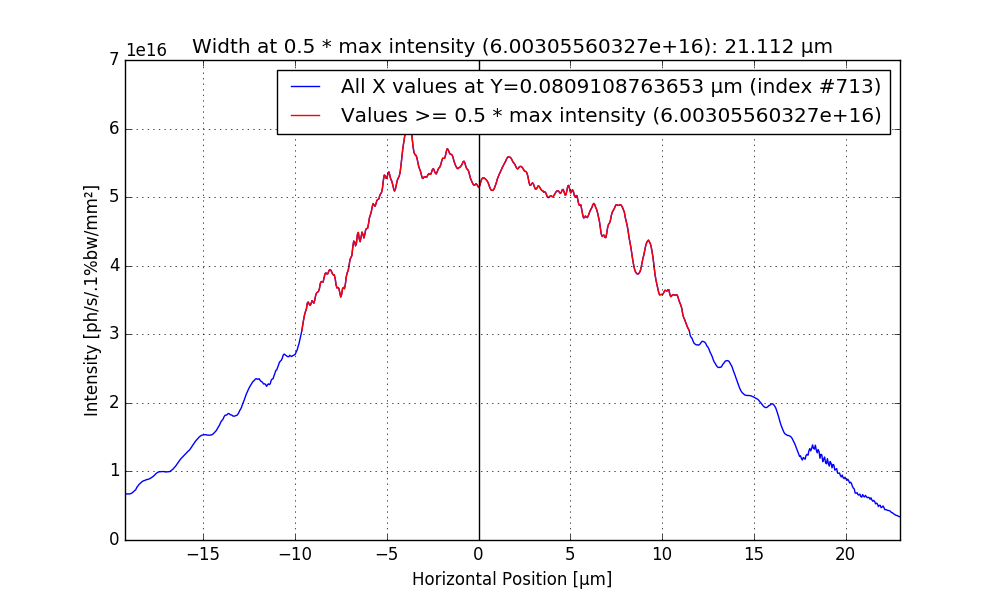 Width at 0.5 * max intensity (6.00305560327e+16): 21.112 µm
1e16
All X values at Y=0.0809108763653 µm (index #713)
Values >= 0.5 * max intensity (6.00305560327e+16)
7
6
5
4
3
2
1
0
Intensity [ph/s/.1%bw/mm²]
−15 −10 −5 0 5 10 15 20
Horizontal Position [µm]